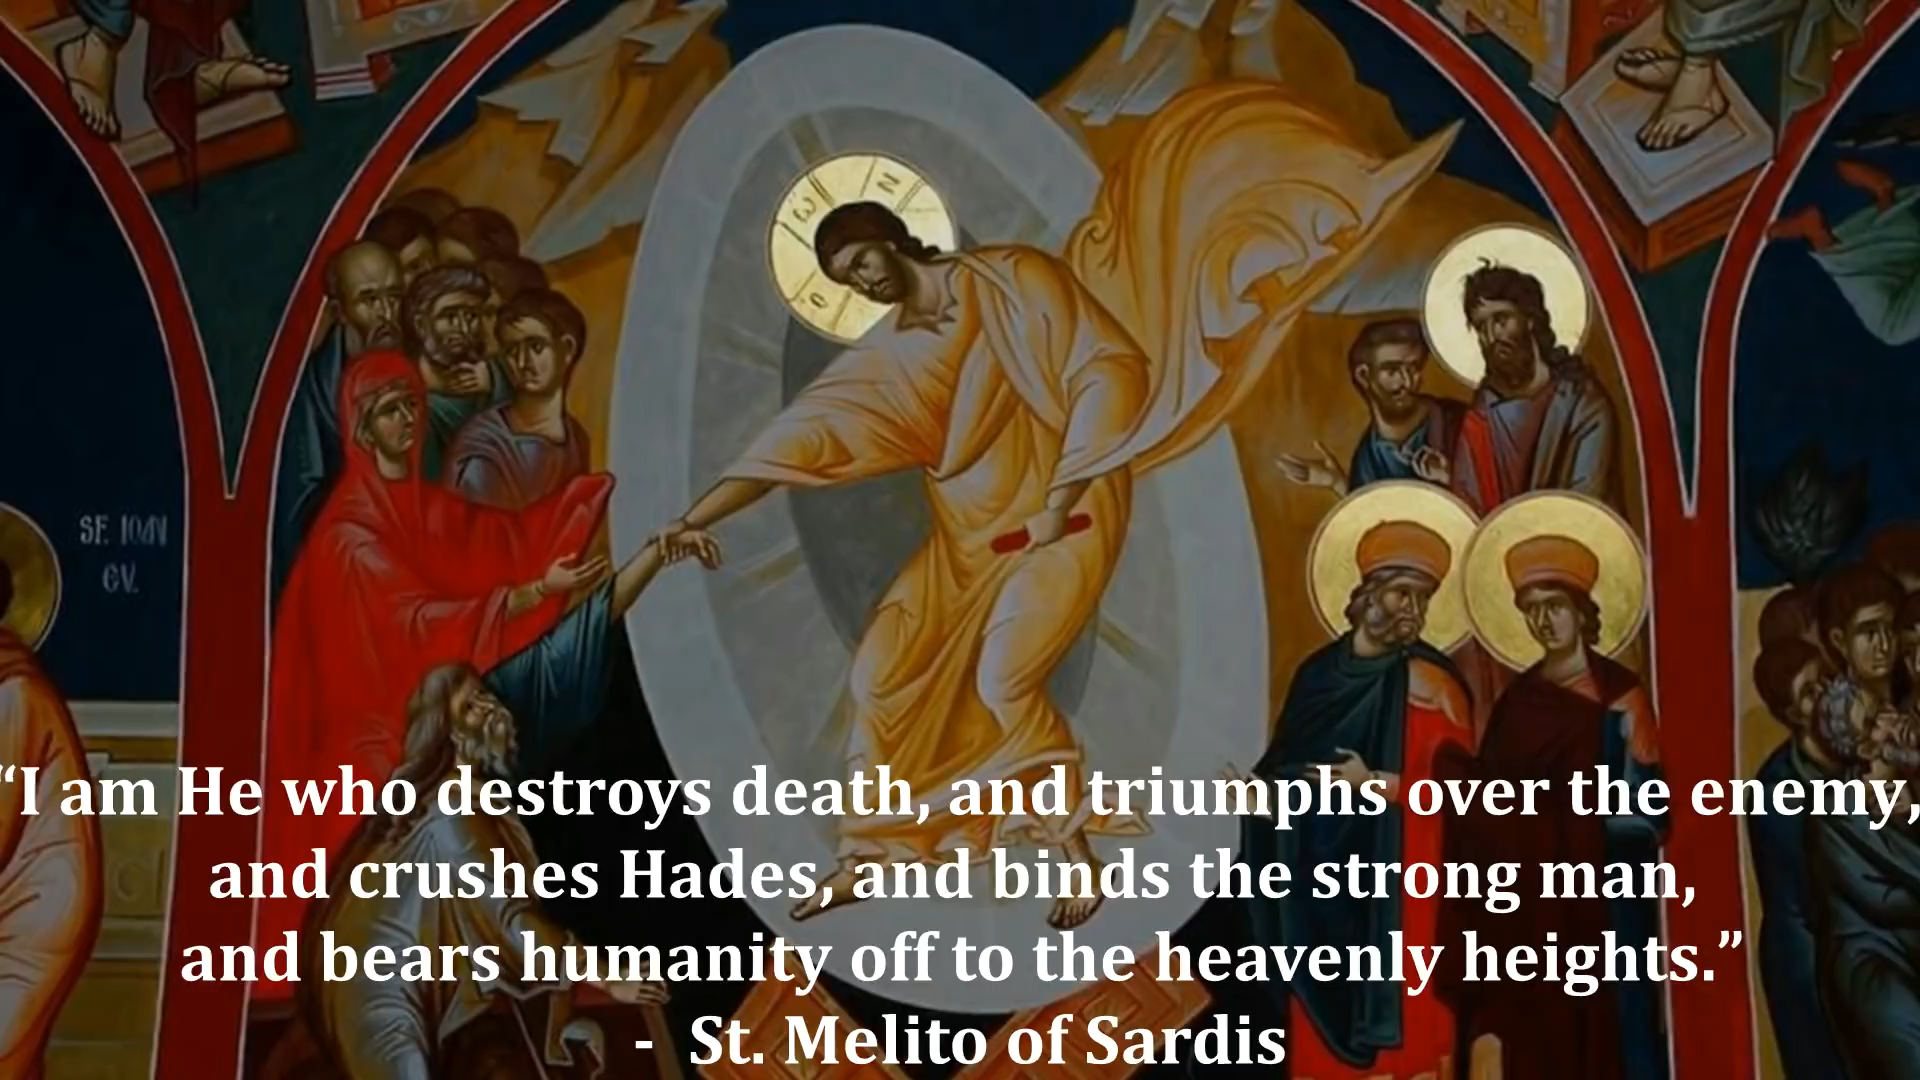 Ο Ω Ν
SF. IOAN
EV.
“I am He who destroys death, and triumphs over the enemy,
and crushes Hades, and binds the strong man,
and bears humanity off to the heavenly heights.”
- St. Melito of Sardis